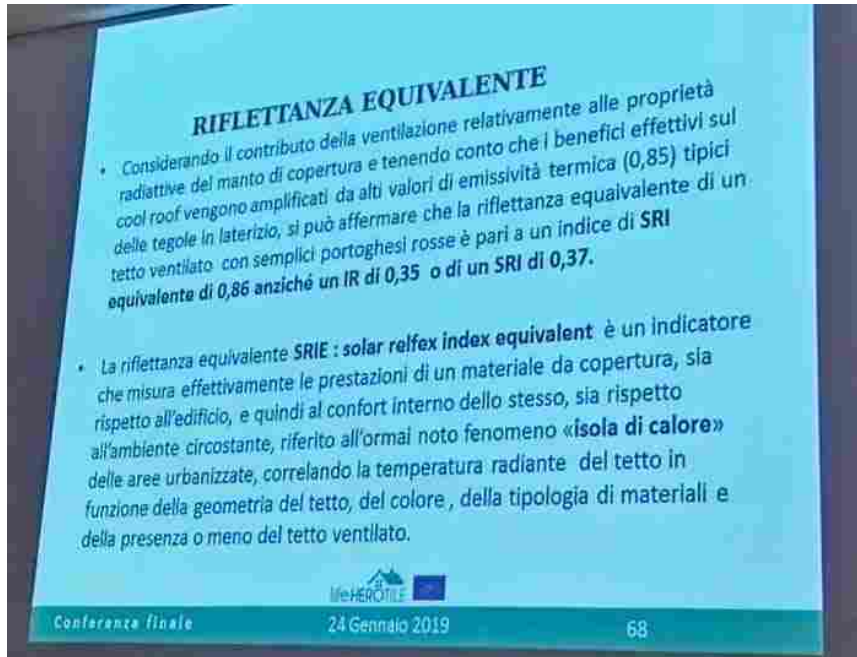 RIFLETTANZA EQUIVALENTE
• Considerando il contributo della ventilazione relativamente alle proprietà
radiattive del manto di copertura e tenendo conto che i benefici effettivi sul
cool roof vengono amplificati da alti valori di emissività termica (0,85) tipici
delle tegole in laterizio, si può affermare che la riflettanza equaivalente di un
tetto ventilato con semplici portoghesi rosse è pari a un indice di SRI
equivalente di 0,86 anziché un IR di 0,35 o di un SRI di 0,37.
• La riflettanza equivalente SRIE : solar relfex index equivalent è un indicatore
che misura effettivamente le prestazioni di un materiale da copertura, sia
rispetto all'edificio, e quindi al confort interno dello stesso, sia rispetto
all'ambiente circostante, riferito all'ormai noto fenomeno «isola di calore»
delle aree urbanizzate, correlando la temperatura radiante del tetto in
funzione della geometria del tetto, del colore , della tipologia di materiali e
della presenza o meno del tetto ventilato.
life HEROTILE
Conferenza finale
24 Gennaio 2019
68